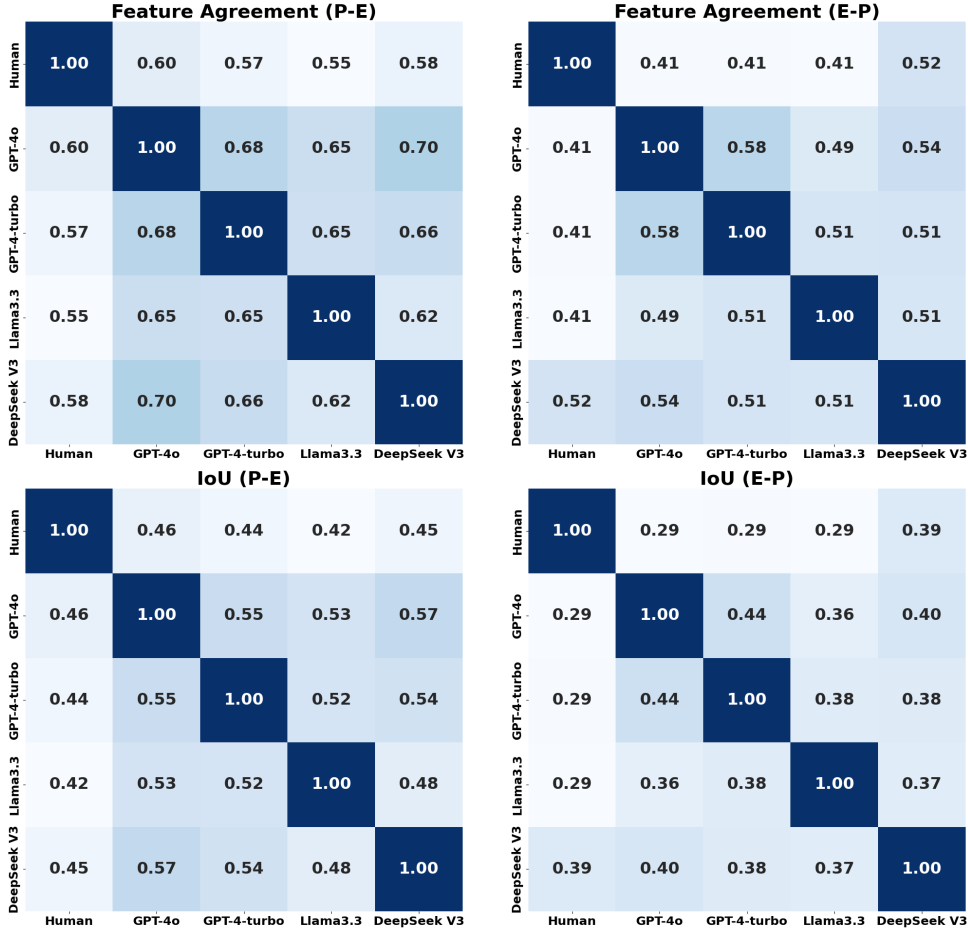 Feature Agreement (P-E)
Human 1.00 0.60 0.57 0.55 0.58
GPT-4o 0.60 1.00 0.68 0.65 0.70
GPT-4-turbo 0.57 0.68 1.00 0.65 0.66
Llama3.3 0.55 0.65 0.65 1.00 0.62
DeepSeek V3 0.58 0.70 0.66 0.62 1.00
Human GPT-4o GPT-4-turbo Llama3.3 DeepSeek V3
Feature Agreement (E-P)
Human 1.00 0.41 0.41 0.41 0.52
GPT-4o 0.41 1.00 0.58 0.49 0.54
GPT-4-turbo 0.41 0.58 1.00 0.51 0.51
Llama3.3 0.41 0.49 0.51 1.00 0.51
DeepSeek V3 0.52 0.54 0.51 0.51 1.00
Human GPT-4o GPT-4-turbo Llama3.3 DeepSeek V3
IoU (P-E)
Human 1.00 0.46 0.44 0.42 0.45
GPT-4o 0.46 1.00 0.55 0.53 0.57
GPT-4-turbo 0.44 0.55 1.00 0.52 0.54
Llama3.3 0.42 0.53 0.52 1.00 0.48
DeepSeek V3 0.45 0.57 0.54 0.48 1.00
Human GPT-4o GPT-4-turbo Llama3.3 DeepSeek V3
IoU (E-P)
Human 1.00 0.29 0.29 0.29 0.39
GPT-4o 0.29 1.00 0.44 0.36 0.40
GPT-4-turbo 0.29 0.44 1.00 0.38 0.38
Llama3.3 0.29 0.36 0.38 1.00 0.37
DeepSeek V3 0.39 0.40 0.38 0.37 1.00
Human GPT-4o GPT-4-turbo Llama3.3 DeepSeek V3